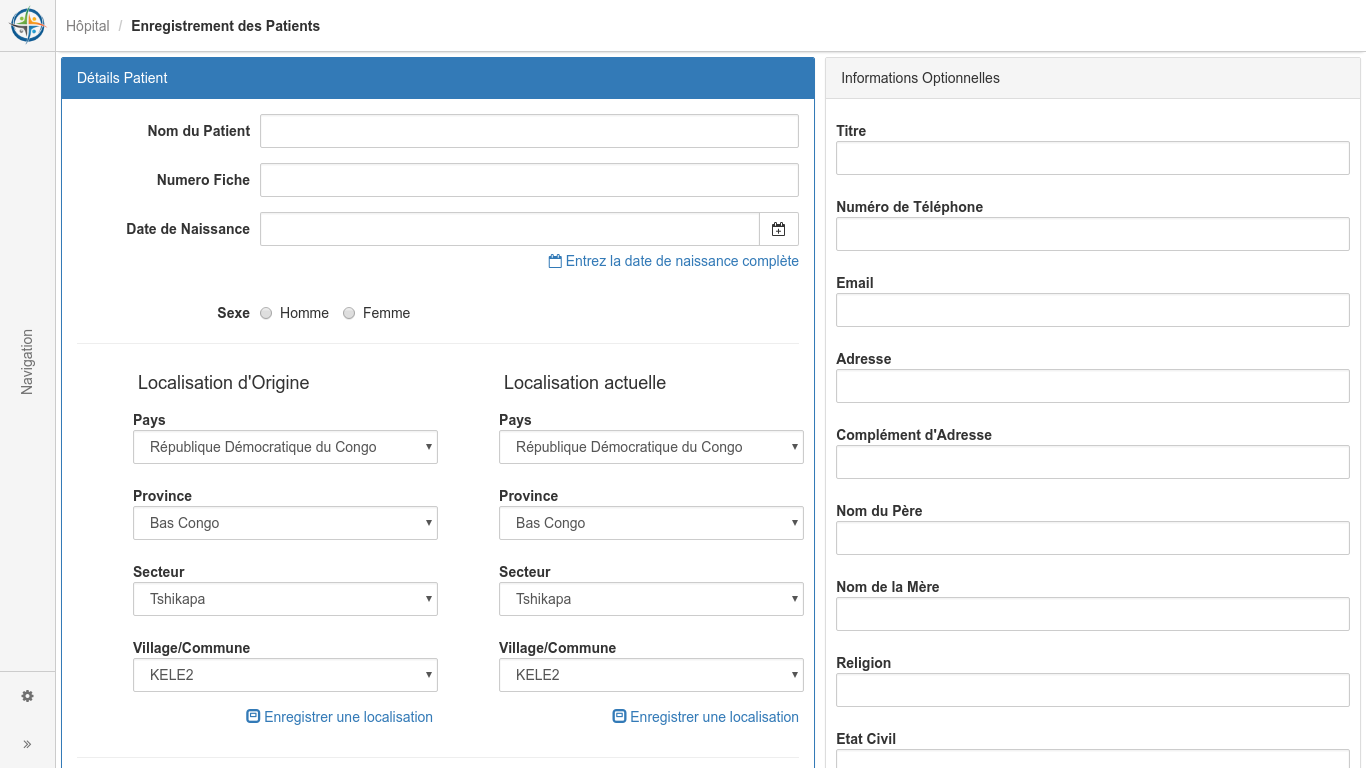 Hôpital / Enregistrement des Patients
Navigation
Détails Patient
Nom du Patient
Numero Fiche
Date de Naissance
Entrez la date de naissance complète
Sexe Homme Femme
Localisation d'Origine
Pays
République Démocratique du Congo
Province
Bas Congo
Secteur
Tshikapa
Village/Commune
KELE2
Enregistrer une localisation
Localisation actuelle
Pays
République Démocratique du Congo
Province
Bas Congo
Secteur
Tshikapa
Village/Commune
KELE2
Enregistrer une localisation
Informations Optionnelles
Titre
Numéro de Téléphone
Email
Adresse
Complément d'Adresse
Nom du Père
Nom de la Mère
Religion
Etat Civil